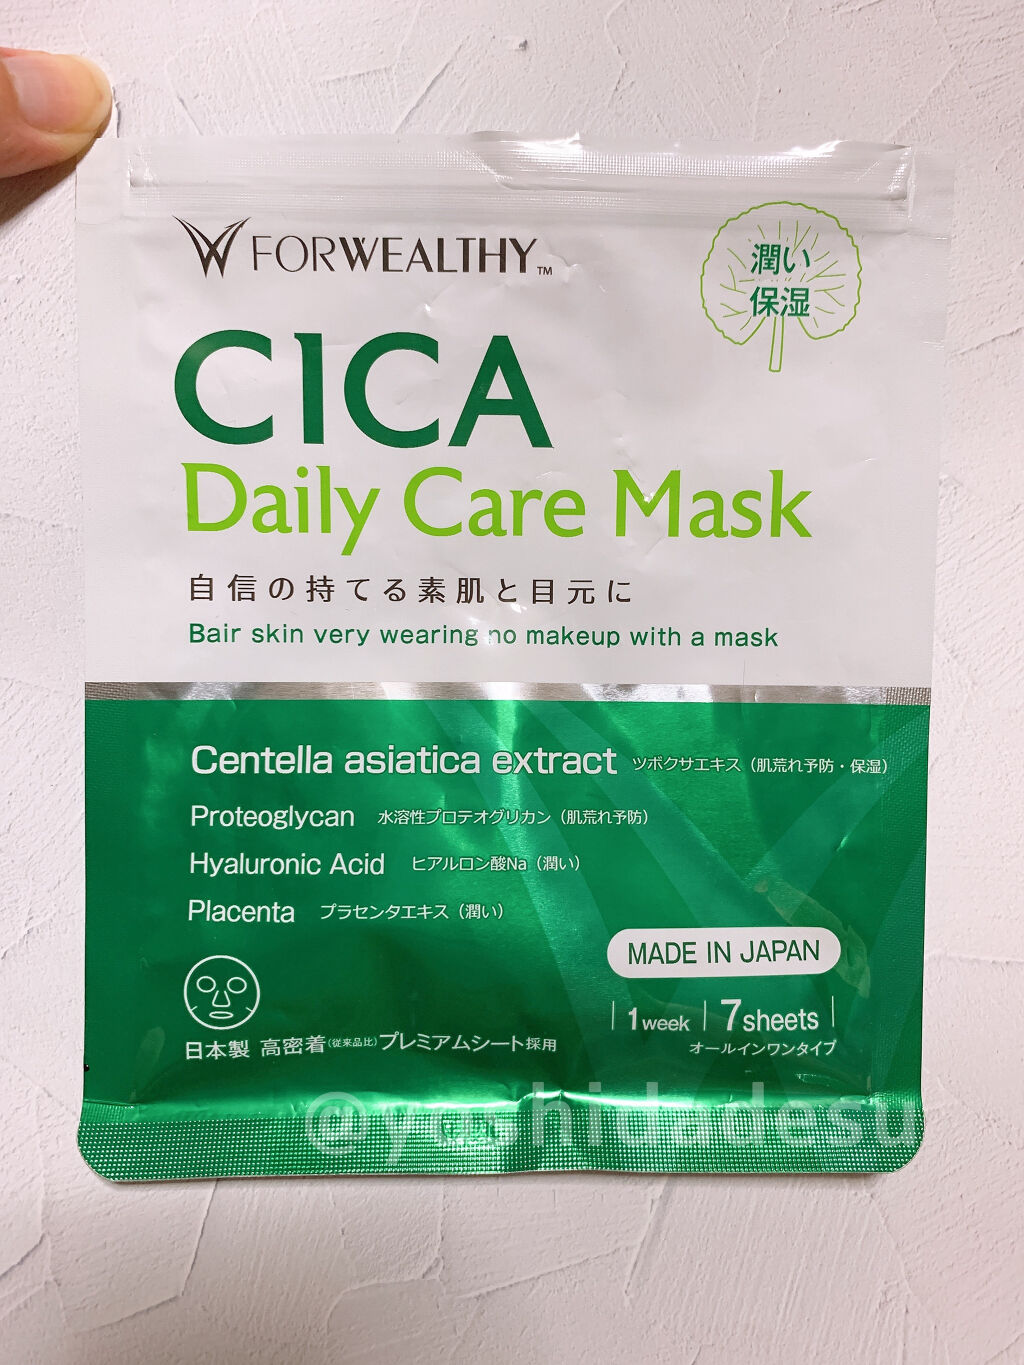 FORWEALTHY™
潤い
保湿
CICA
Daily Care Mask
自信の持てる素肌と目元に
Bair skin very wearing no makeup with a mask
Centella asiatica extract ツボクサエキス（肌荒れ予防・保湿）
Proteoglycan 水溶性プロテオグリカン（肌荒れ予防）
Hyaluronic Acid ヒアルロン酸Na（潤い）
Placenta プラセンタエキス（潤い）
MADE IN JAPAN
1week 7sheets
オールインワンタイプ
日本製 高密着(従来品比)プレミアムシート採用
@yoshidadesu